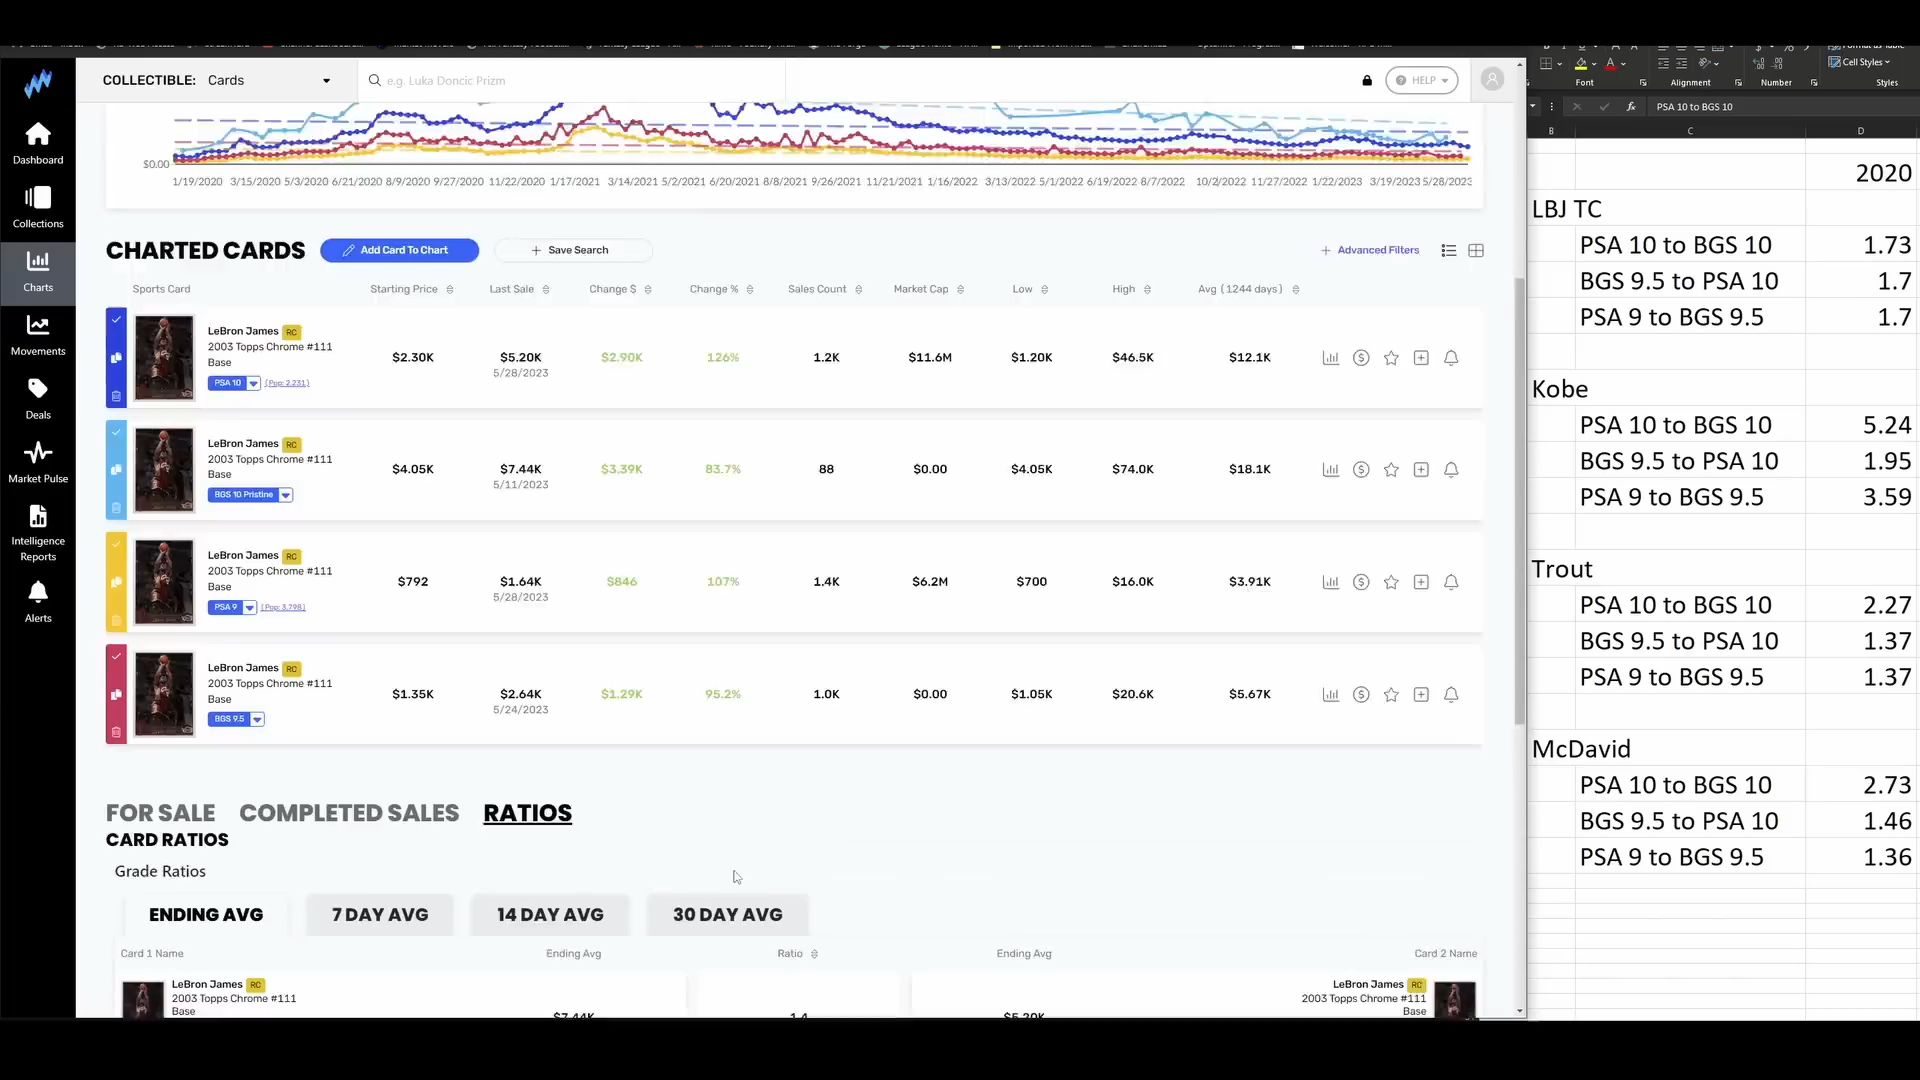 COLLECTIBLE: Cards
e.g. Luka Doncic Prizm
HELP
Dashboard
Collections
Charts
Movements
Deals
Market Pulse
Intelligence
Reports
Alerts
$0.00
1/19/2020 3/15/2020 5/3/2020 6/21/2020 8/9/2020 9/27/2020 11/22/2020 1/17/2021 3/14/2021 5/2/2021 6/20/2021 8/8/2021 9/26/2021 11/21/2021 1/16/2022 3/13/2022 5/1/2022 6/19/2022 8/7/2022 10/2/2022 11/27/2022 1/22/2023 3/19/2023 5/28/2023
CHARTED CARDS Add Card To Chart + Save Search + Advanced Filters
Sports Card Starting Price Last Sale Change $ Change % Sales Count Market Cap Low High Avg (1244 days)
LeBron James RC
2003 Topps Chrome #111
Base
PSA 10 (Pop: 2,231)
$2.30K $5.20K $2.90K 126% 1.2K $11.6M $1.20K $46.5K $12.1K
5/28/2023
LeBron James RC
2003 Topps Chrome #111
Base
BGS 10 Pristine
$4.05K $7.44K $3.39K 83.7% 88 $0.00 $4.05K $74.0K $18.1K
5/11/2023
LeBron James RC
2003 Topps Chrome #111
Base
PSA 9 (Pop: 3,798)
$792 $1.64K $846 107% 1.4K $6.2M $700 $16.0K $3.91K
5/28/2023
LeBron James RC
2003 Topps Chrome #111
Base
BGS 9.5
$1.35K $2.64K $1.29K 95.2% 1.0K $0.00 $1.05K $20.6K $5.67K
5/24/2023
FOR SALE COMPLETED SALES RATIOS
CARD RATIOS
Grade Ratios
ENDING AVG 7 DAY AVG 14 DAY AVG 30 DAY AVG
Card 1 Name Ending Avg Ratio Ending Avg Card 2 Name
LeBron James RC
2003 Topps Chrome #111
Base
$7.44K 1.4 $5.20K
LeBron James RC
2003 Topps Chrome #111
Base
Cell Styles
Font Alignment Number Styles
fx PSA 10 to BGS 10
B C D
2020
LBJ TC
PSA 10 to BGS 10 1.73
BGS 9.5 to PSA 10 1.7
PSA 9 to BGS 9.5 1.7
Kobe
PSA 10 to BGS 10 5.24
BGS 9.5 to PSA 10 1.95
PSA 9 to BGS 9.5 3.59
Trout
PSA 10 to BGS 10 2.27
BGS 9.5 to PSA 10 1.37
PSA 9 to BGS 9.5 1.37
McDavid
PSA 10 to BGS 10 2.73
BGS 9.5 to PSA 10 1.46
PSA 9 to BGS 9.5 1.36